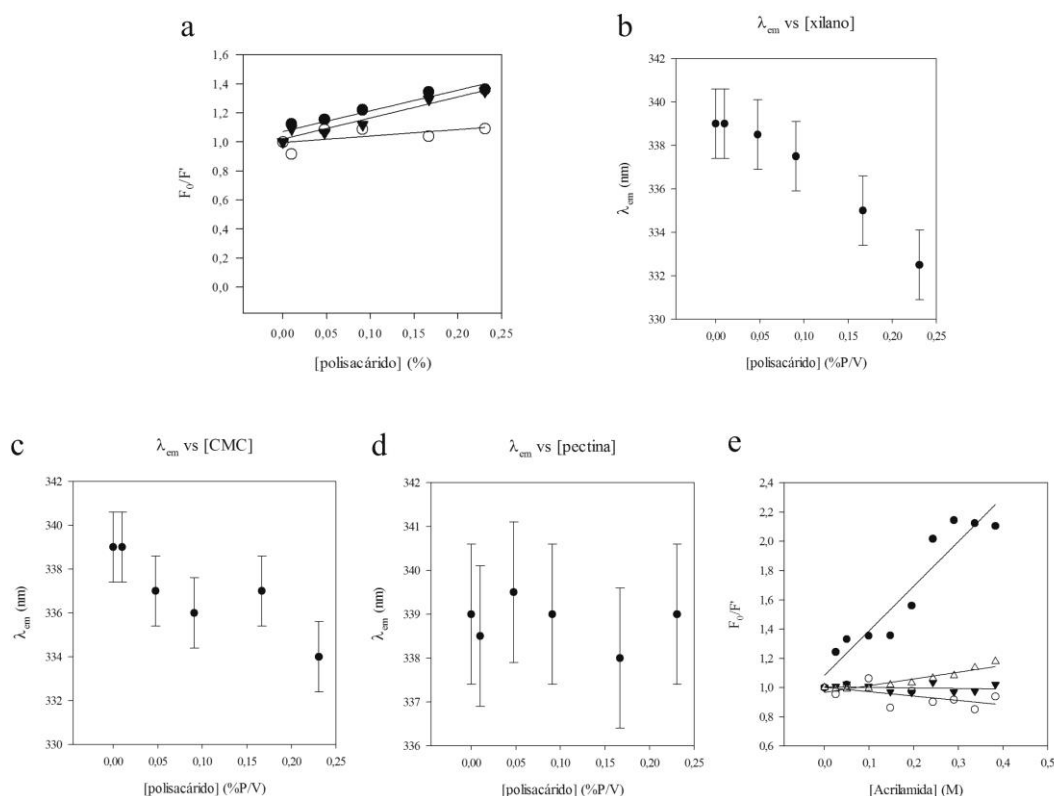 a
1,6
1,4
1,2
1,0
0,8
0,6
0,4
0,2
0,0
F₀/F'
0,00 0,05 0,10 0,15 0,20 0,25
[polisacárido] (%)
b
λem vs [xilano]
342
340
338
336
334
332
330
λem (nm)
0,00 0,05 0,10 0,15 0,20 0,25
[polisacárido] (%P/V)
c
λem vs [CMC]
342
340
338
336
334
332
330
λem (nm)
0,00 0,05 0,10 0,15 0,20 0,25
[polisacárido] (%P/V)
d
λem vs [pectina]
342
341
340
339
338
337
336
λem (nm)
0,00 0,05 0,10 0,15 0,20 0,25
[polisacárido] (%P/V)
e
2,4
2,2
2,0
1,8
1,6
1,4
1,2
1,0
0,8
0,6
F₀/F'
0,0 0,1 0,2 0,3 0,4 0,5
[Acrilamida] (M)